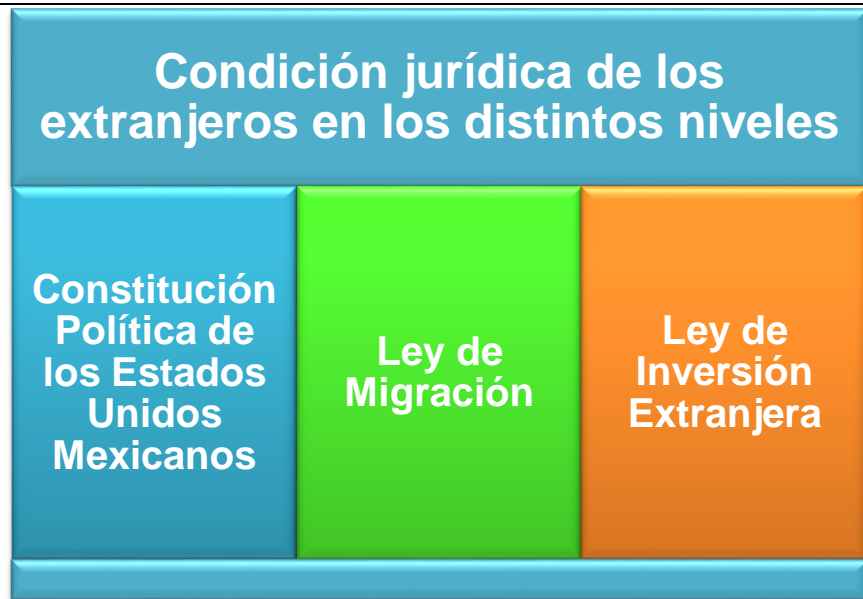 Condición jurídica de los
extranjeros en los distintos niveles
Constitución
Política de
los Estados
Unidos
Mexicanos
Ley de
Migración
Ley de
Inversión
Extranjera